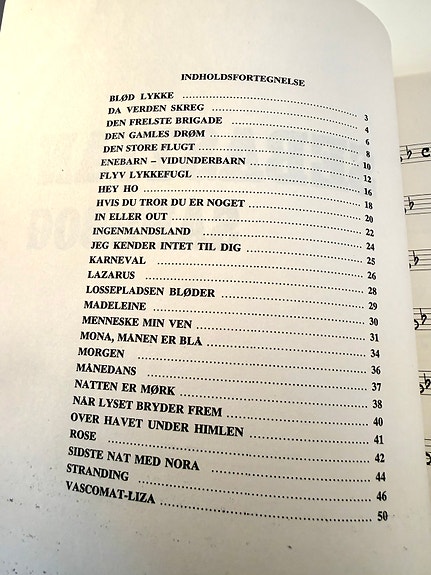 INDHOLDSFORTEGNELSE
BLØD LYKKE 3
DA VERDEN SKREG 4
DEN FRELSTE BRIGADE 6
DEN GAMLES DRØM 8
DEN STORE FLUGT 10
ENEBARN – VIDUNDERBARN 12
FLYV LYKKEFUGL 16
HEY HO 18
HVIS DU TROR DU ER NOGET 20
IN ELLER OUT 22
INGENMANDSLAND 24
JEG KENDER INTET TIL DIG 25
KARNEVAL 26
LAZARUS 28
LOSSEPLADSEN BLØDER 29
MADELEINE 30
MENNESKE MIN VEN 31
MONA, MÅNEN ER BLÅ 34
MORGEN 36
MÅNEDANS 37
NATTEN ER MØRK 38
NÅR LYSET BRYDER FREM 40
OVER HAVET UNDER HIMLEN 41
ROSE 42
SIDSTE NAT MED NORA 44
STRANDING 46
VASCOMAT-LIZA 50